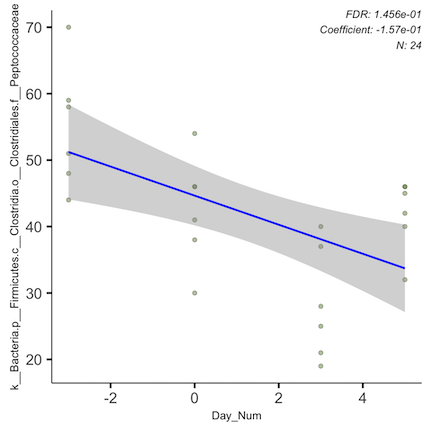 FDR: 1.456e-01
Coefficient: -1.57e-01
N: 24
k__Bacteria.p__Firmicutes.c__Clostridia.o__Clostridiales.f__Peptococcaceae
70
60
50
40
30
20
-2 0 2 4
Day_Num